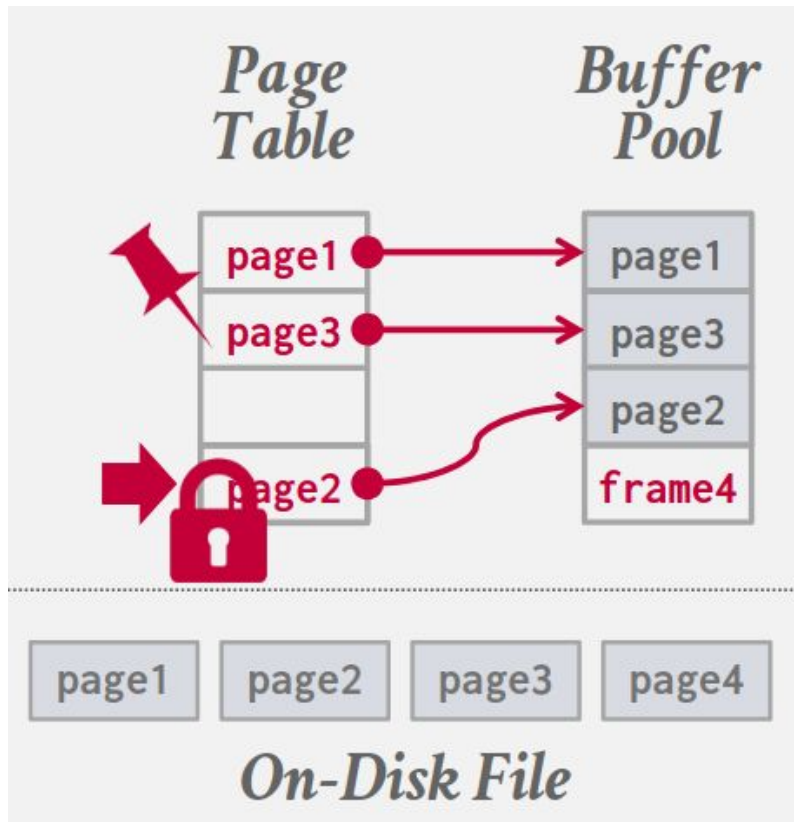 Page
Table
Buffer
Pool
page1
page3
page2
page1
page3
page2
frame4
page1 page2 page3 page4
On-Disk File